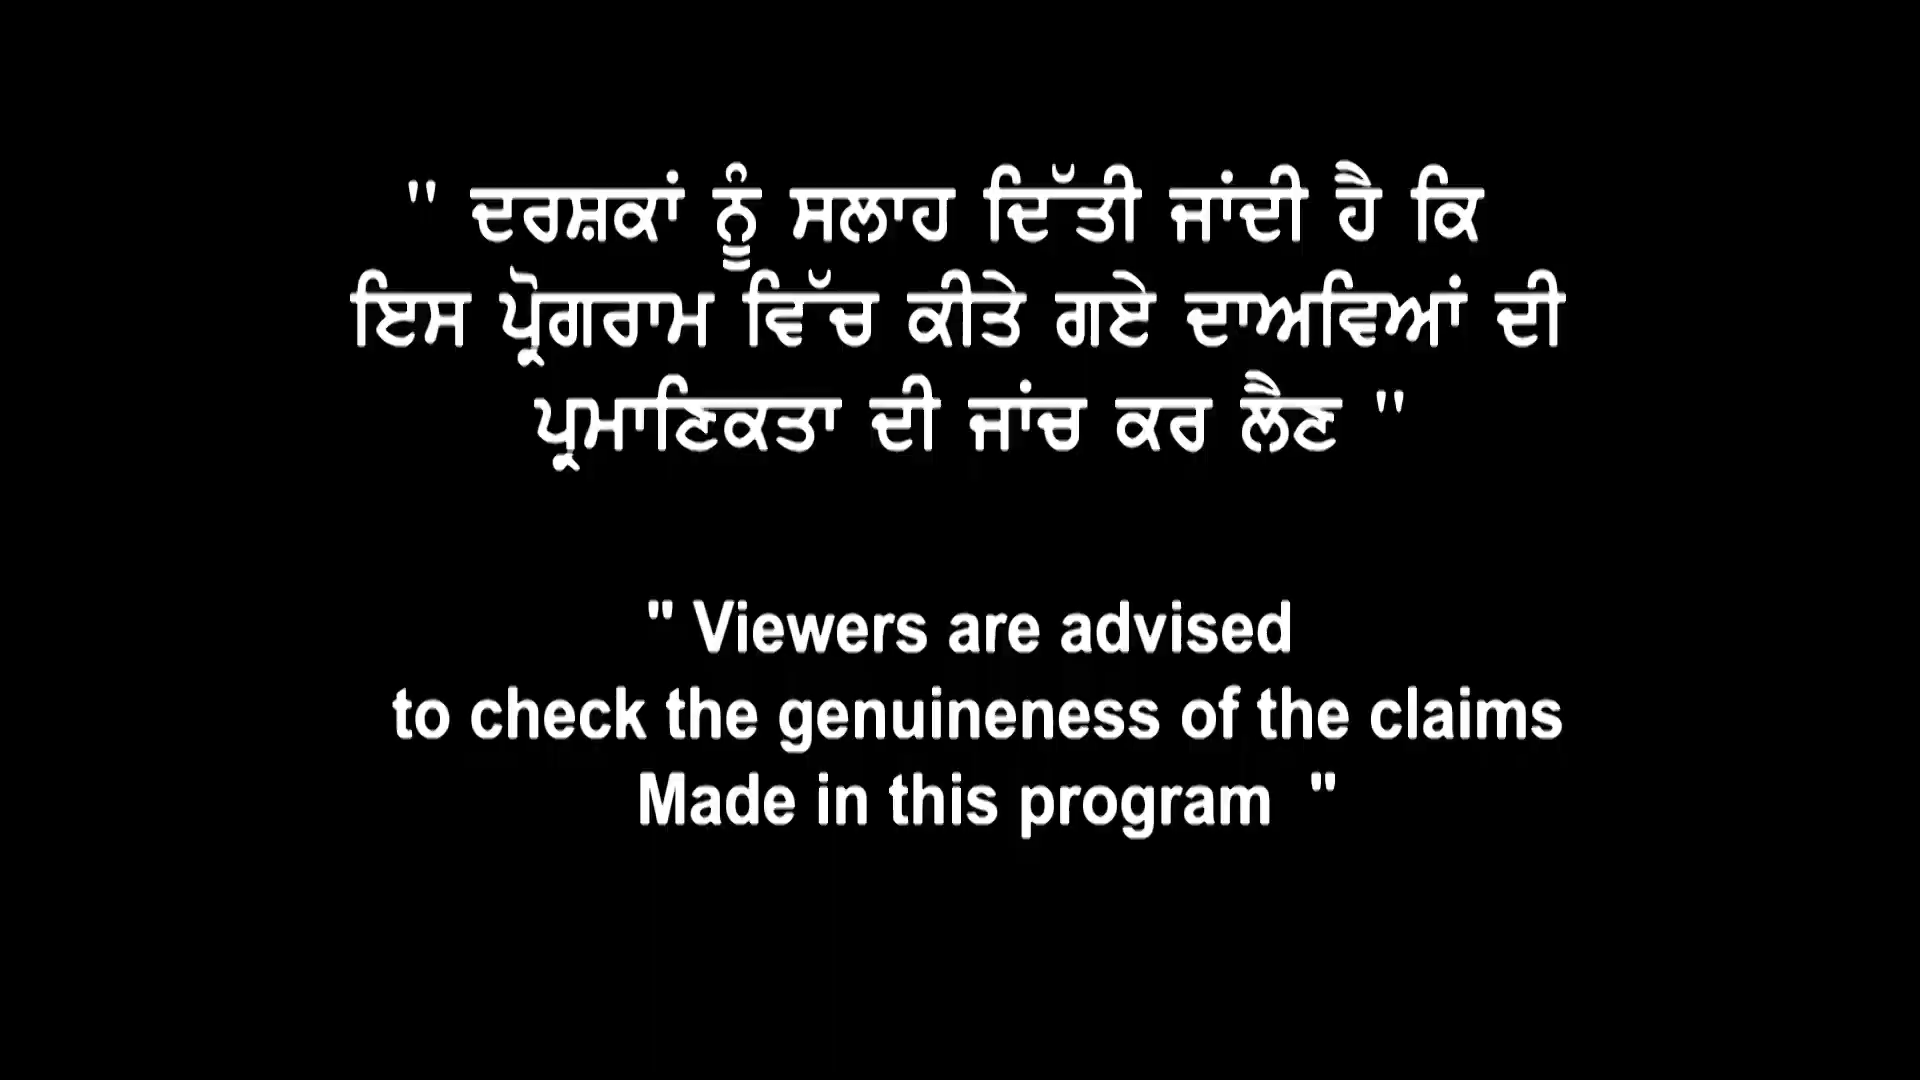 " ਦਰਸ਼ਕਾਂ ਨੂੰ ਸਲਾਹ ਦਿੱਤੀ ਜਾਂਦੀ ਹੈ ਕਿ
ਇਸ ਪ੍ਰੋਗਰਾਮ ਵਿੱਚ ਕੀਤੇ ਗਏ ਦਾਅਵਿਆਂ ਦੀ
ਪ੍ਰਮਾਣਿਕਤਾ ਦੀ ਜਾਂਚ ਕਰ ਲੈਣ "
" Viewers are advised
to check the genuineness of the claims
Made in this program "